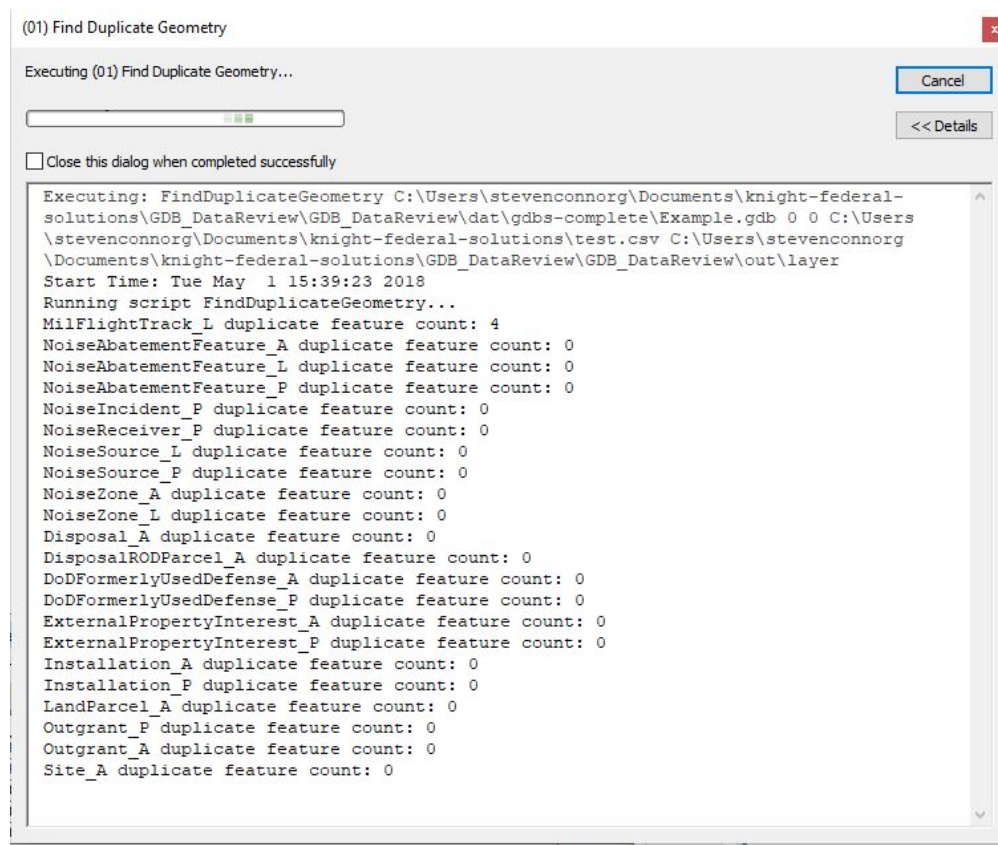 (01) Find Duplicate Geometry
x
Executing (01) Find Duplicate Geometry...
Cancel
<< Details
Close this dialog when completed successfully
Executing: FindDuplicateGeometry C:\Users\stevenconnorg\Documents\knight-federal-
solutions\GDB_DataReview\GDB_DataReview\dat\gdbs-complete\Example.gdb 0 0 C:\Users
\stevenconnorg\Documents\knight-federal-solutions\test.csv C:\Users\stevenconnorg
\Documents\knight-federal-solutions\GDB_DataReview\GDB_DataReview\out\layer
Start Time: Tue May  1 15:39:23 2018
Running script FindDuplicateGeometry...
MilFlightTrack_L duplicate feature count: 4
NoiseAbatementFeature_A duplicate feature count: 0
NoiseAbatementFeature_L duplicate feature count: 0
NoiseAbatementFeature_P duplicate feature count: 0
NoiseIncident_P duplicate feature count: 0
NoiseReceiver_P duplicate feature count: 0
NoiseSource_L duplicate feature count: 0
NoiseSource_P duplicate feature count: 0
NoiseZone_A duplicate feature count: 0
NoiseZone_L duplicate feature count: 0
Disposal_A duplicate feature count: 0
DisposalRODParcel_A duplicate feature count: 0
DoDFormerlyUsedDefense_A duplicate feature count: 0
DoDFormerlyUsedDefense_P duplicate feature count: 0
ExternalPropertyInterest_A duplicate feature count: 0
ExternalPropertyInterest_P duplicate feature count: 0
Installation_A duplicate feature count: 0
Installation_P duplicate feature count: 0
LandParcel_A duplicate feature count: 0
Outgrant_P duplicate feature count: 0
Outgrant_A duplicate feature count: 0
Site_A duplicate feature count: 0